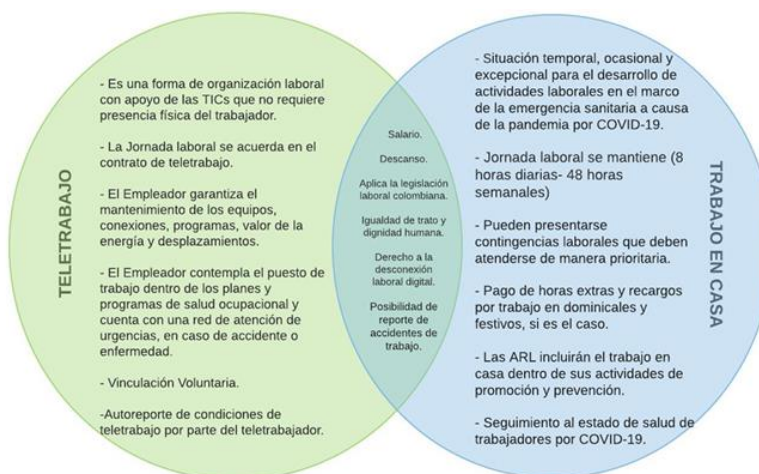 TELETRABAJO
- Es una forma de organización laboral
con apoyo de las TICs que no requiere
presencia física del trabajador.
- La Jornada laboral se acuerda en el
contrato de teletrabajo.
- El Empleador garantiza el
mantenimiento de los equipos,
conexiones, programas, valor de la
energía y desplazamientos.
- El Empleador contempla el puesto de
trabajo dentro de los planes y
programas de salud ocupacional y
cuenta con una red de atención de
urgencias, en caso de accidente o
enfermedad.
- Vinculación Voluntaria.
-Autoreporte de condiciones de
teletrabajo por parte del teletrabajador.
Salario.
Descanso.
Aplica la legislación
laboral colombiana.
Igualdad de trato y
dignidad humana.
Derecho a la
desconexión
laboral digital.
Posibilidad de
reporte de
accidentes de
trabajo.
- Situación temporal, ocasional y
excepcional para el desarrollo de
actividades laborales en el marco
de la emergencia sanitaria a causa
de la pandemia por COVID-19.
- Jornada laboral se mantiene (8
horas diarias- 48 horas
semanales)
- Pueden presentarse
contingencias laborales que deben
atenderse de manera prioritaria.
- Pago de horas extras y recargos
por trabajo en dominicales y
festivos, si es el caso.
- Las ARL incluirán el trabajo en
casa dentro de sus actividades de
promoción y prevención.
- Seguimiento al estado de salud de
trabajadores por COVID-19.
TRABAJO EN CASA